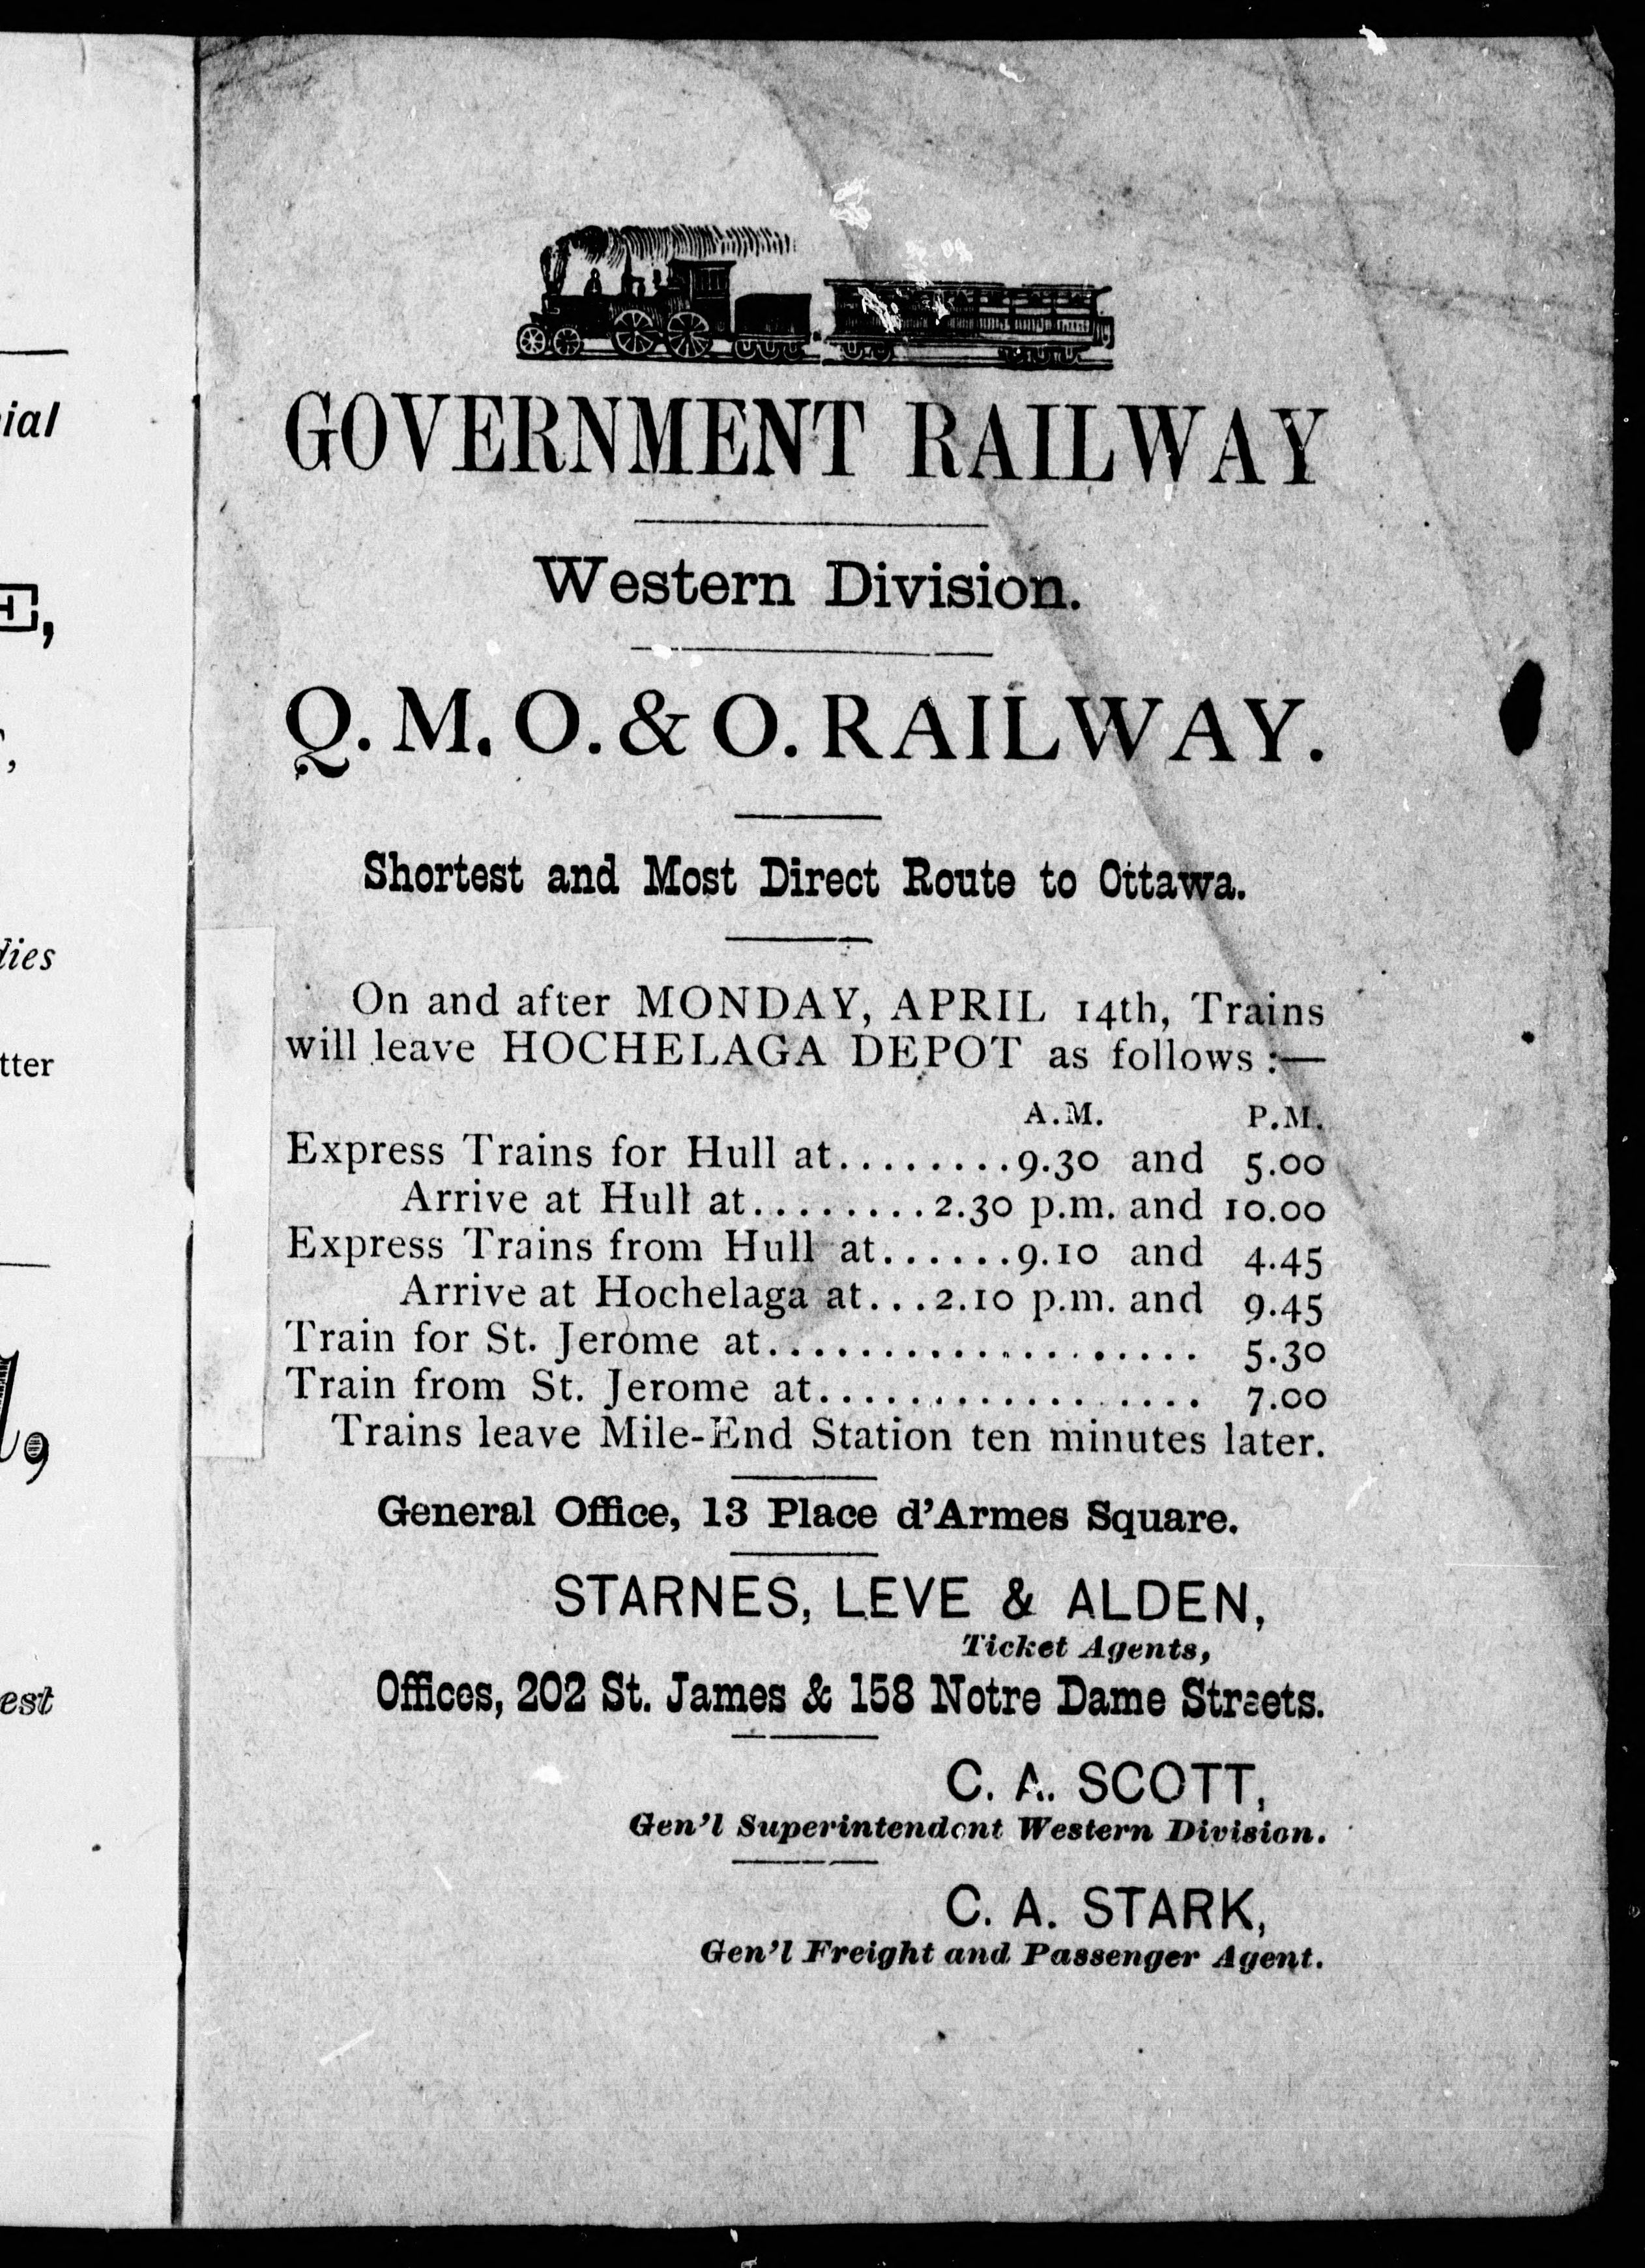 GOVERNMENT RAILWAY
Western Division.
Q. M. O. & O. RAILWAY.
Shortest and Most Direct Route to Ottawa.
On and after MONDAY, APRIL 14th, Trains
will leave HOCHELAGA DEPOT as follows :—
A.M. P.M.
Express Trains for Hull at........9.30 and 5.00
Arrive at Hull at........2.30 p.m. and 10.00
Express Trains from Hull at......9.10 and 4.45
Arrive at Hochelaga at...2.10 p.m. and 9.45
Train for St. Jerome at.................... 5.30
Train from St. Jerome at.................. 7.00
Trains leave Mile-End Station ten minutes later.
General Office, 13 Place d'Armes Square.
STARNES, LEVE & ALDEN,
Ticket Agents,
Offices, 202 St. James & 158 Notre Dame Streets.
C. A. SCOTT,
Gen'l Superintendent Western Division.
C. A. STARK,
Gen'l Freight and Passenger Agent.
ial
dies
tter
est